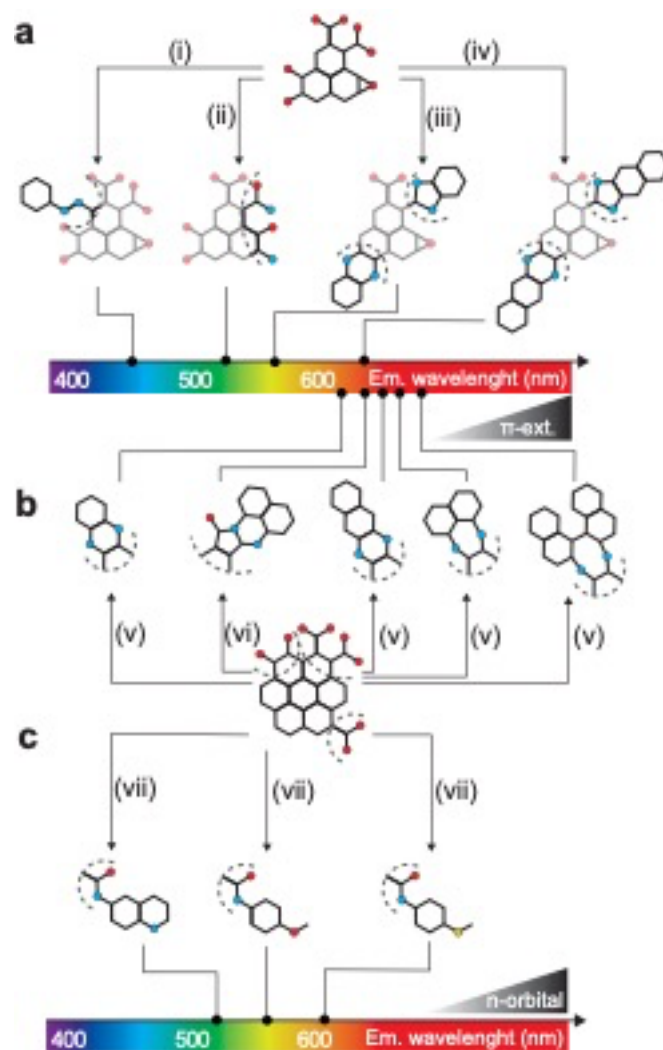 a
(i)
(iv)
(ii)
(iii)
400
500
600
Em. wavelenght (nm)
π-ext.
b
(v)
(vi)
(v)
(v)
(v)
c
(vii)
(vii)
(vii)
n-orbital
400
500
600
Em. wavelenght (nm)